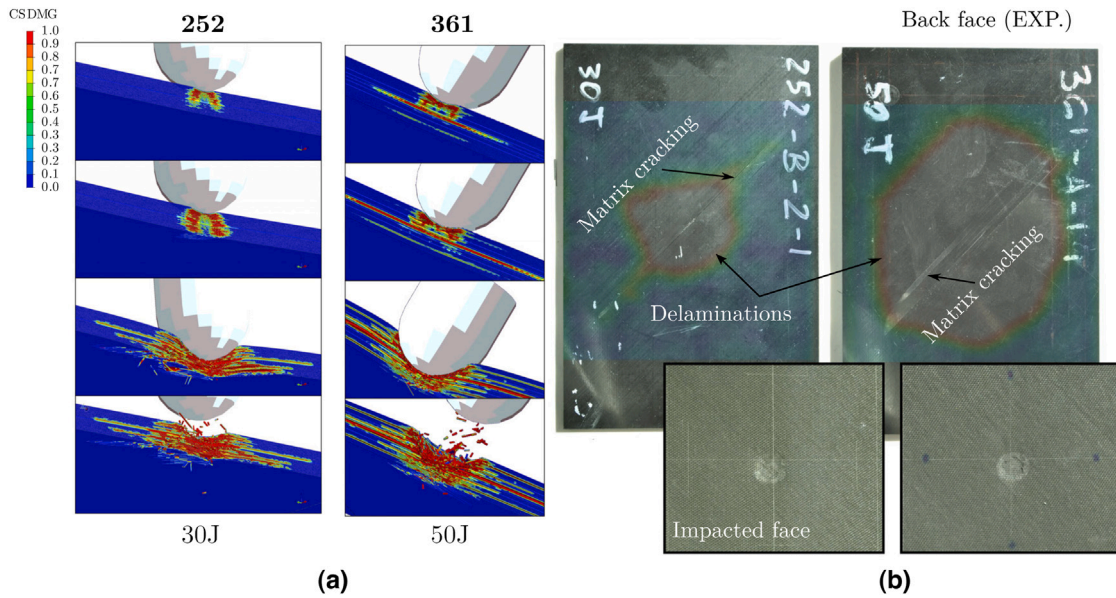 CSDMG
1.0
0.9
0.8
0.7
0.6
0.5
0.4
0.3
0.2
0.1
0.0
252
361
30J
50J
(a)
Back face (EXP.)
30J
252-B-2-1
50J
361-A-11
Matrix cracking
Delaminations
Matrix cracking
Impacted face
(b)